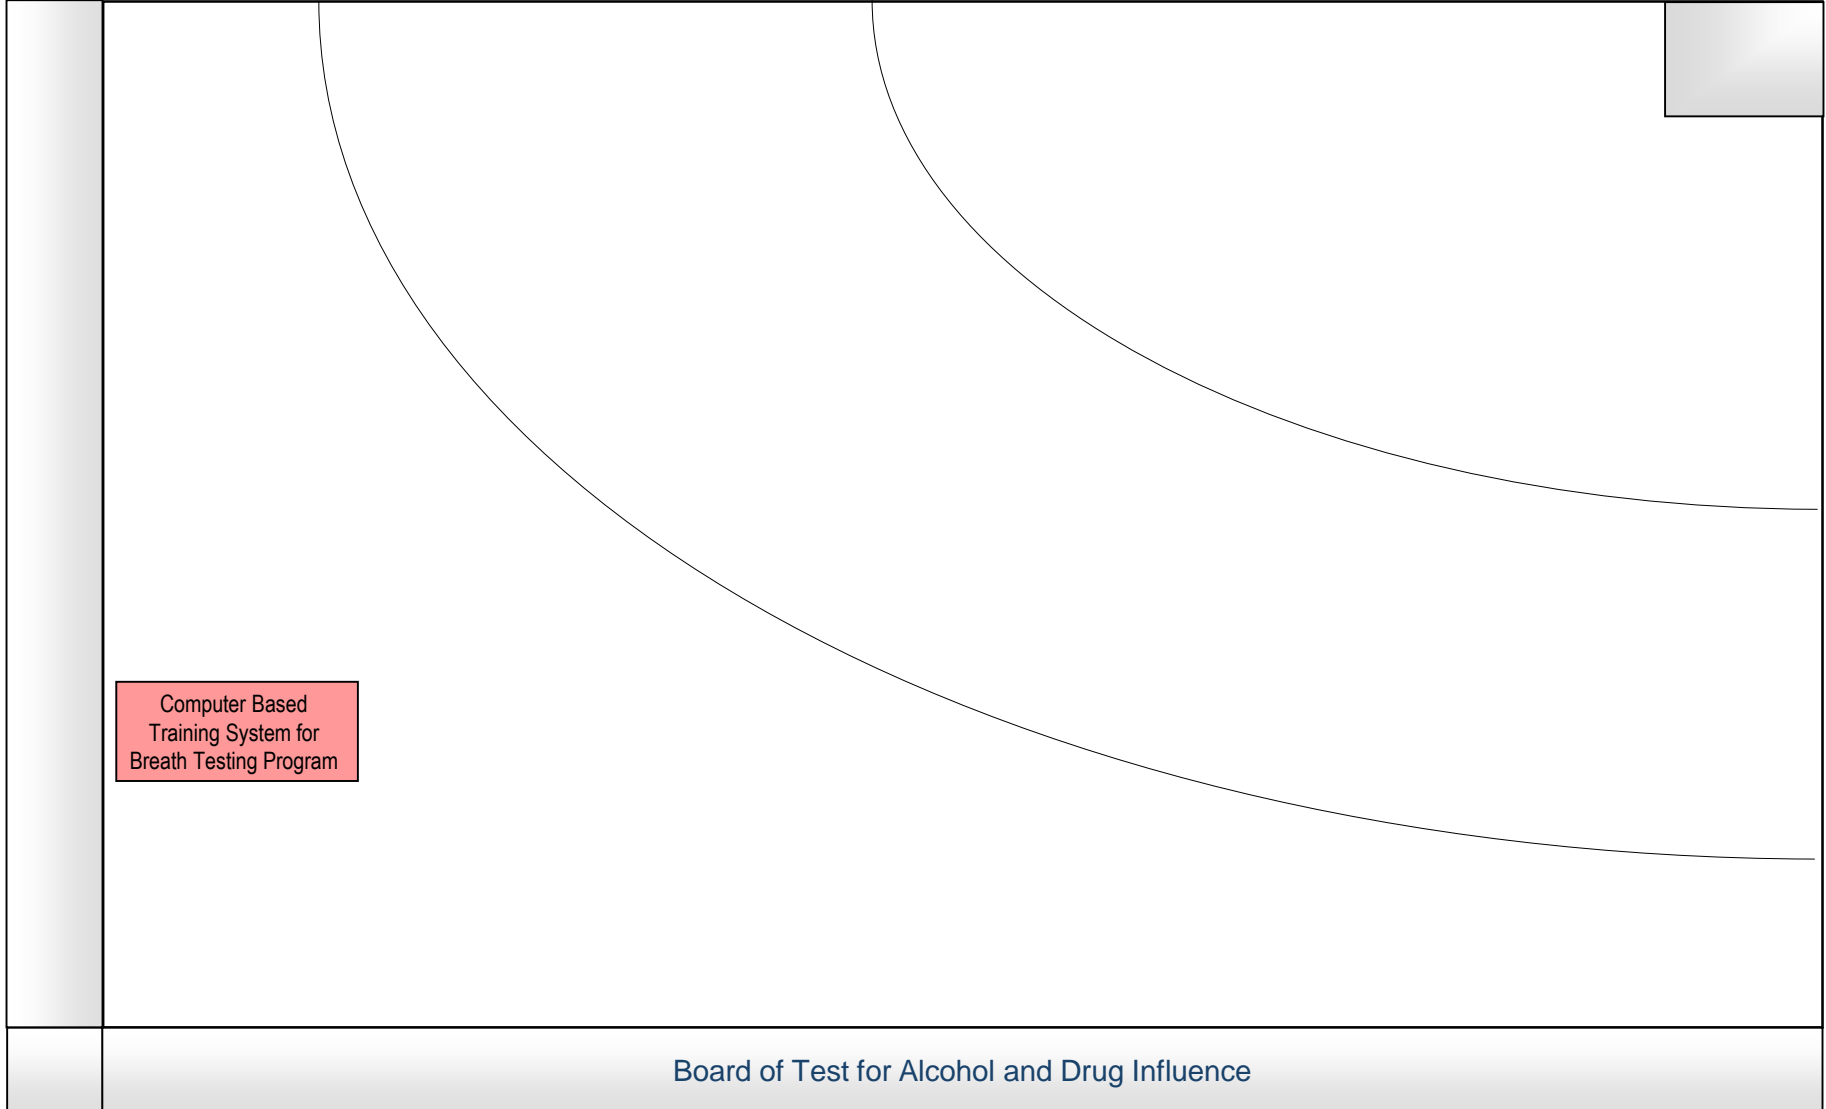 Computer Based
Training System for
Breath Testing Program
Board of Test for Alcohol and Drug Influence